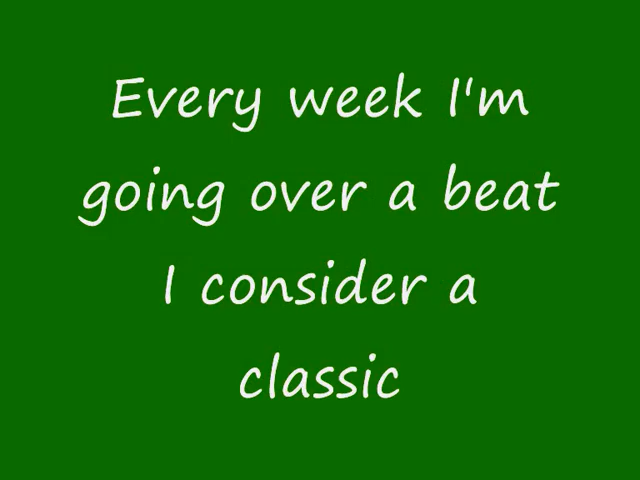 Every week I'm
going over a beat
I consider a
classic